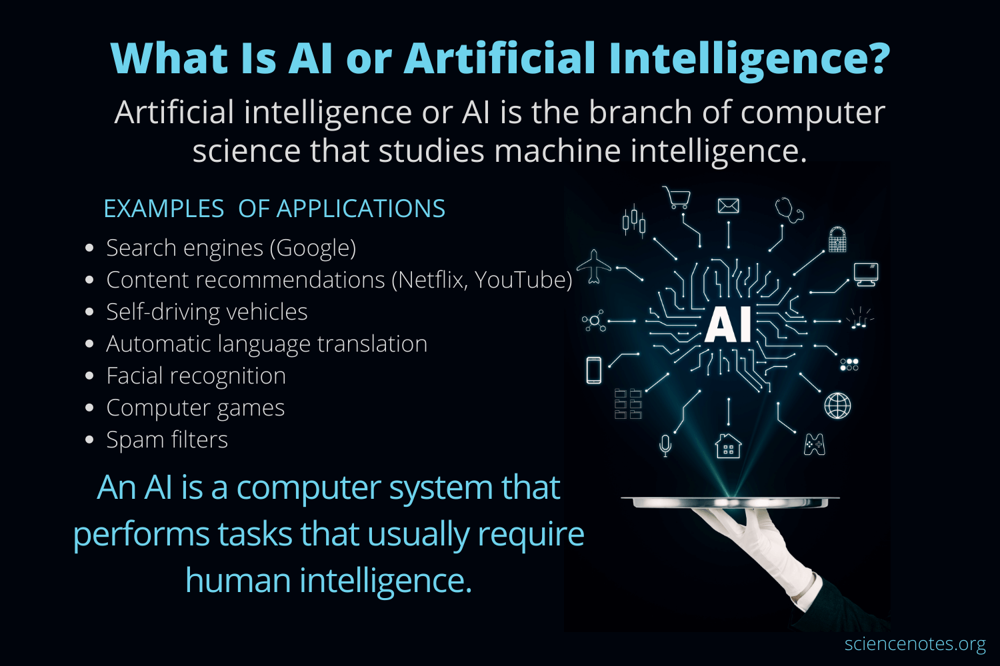 What Is AI or Artificial Intelligence?
Artificial intelligence or AI is the branch of computer
science that studies machine intelligence.
EXAMPLES OF APPLICATIONS
Search engines (Google)
Content recommendations (Netflix, YouTube)
Self-driving vehicles
Automatic language translation
Facial recognition
Computer games
Spam filters
AI
An AI is a computer system that
performs tasks that usually require
human intelligence.
sciencenotes.org